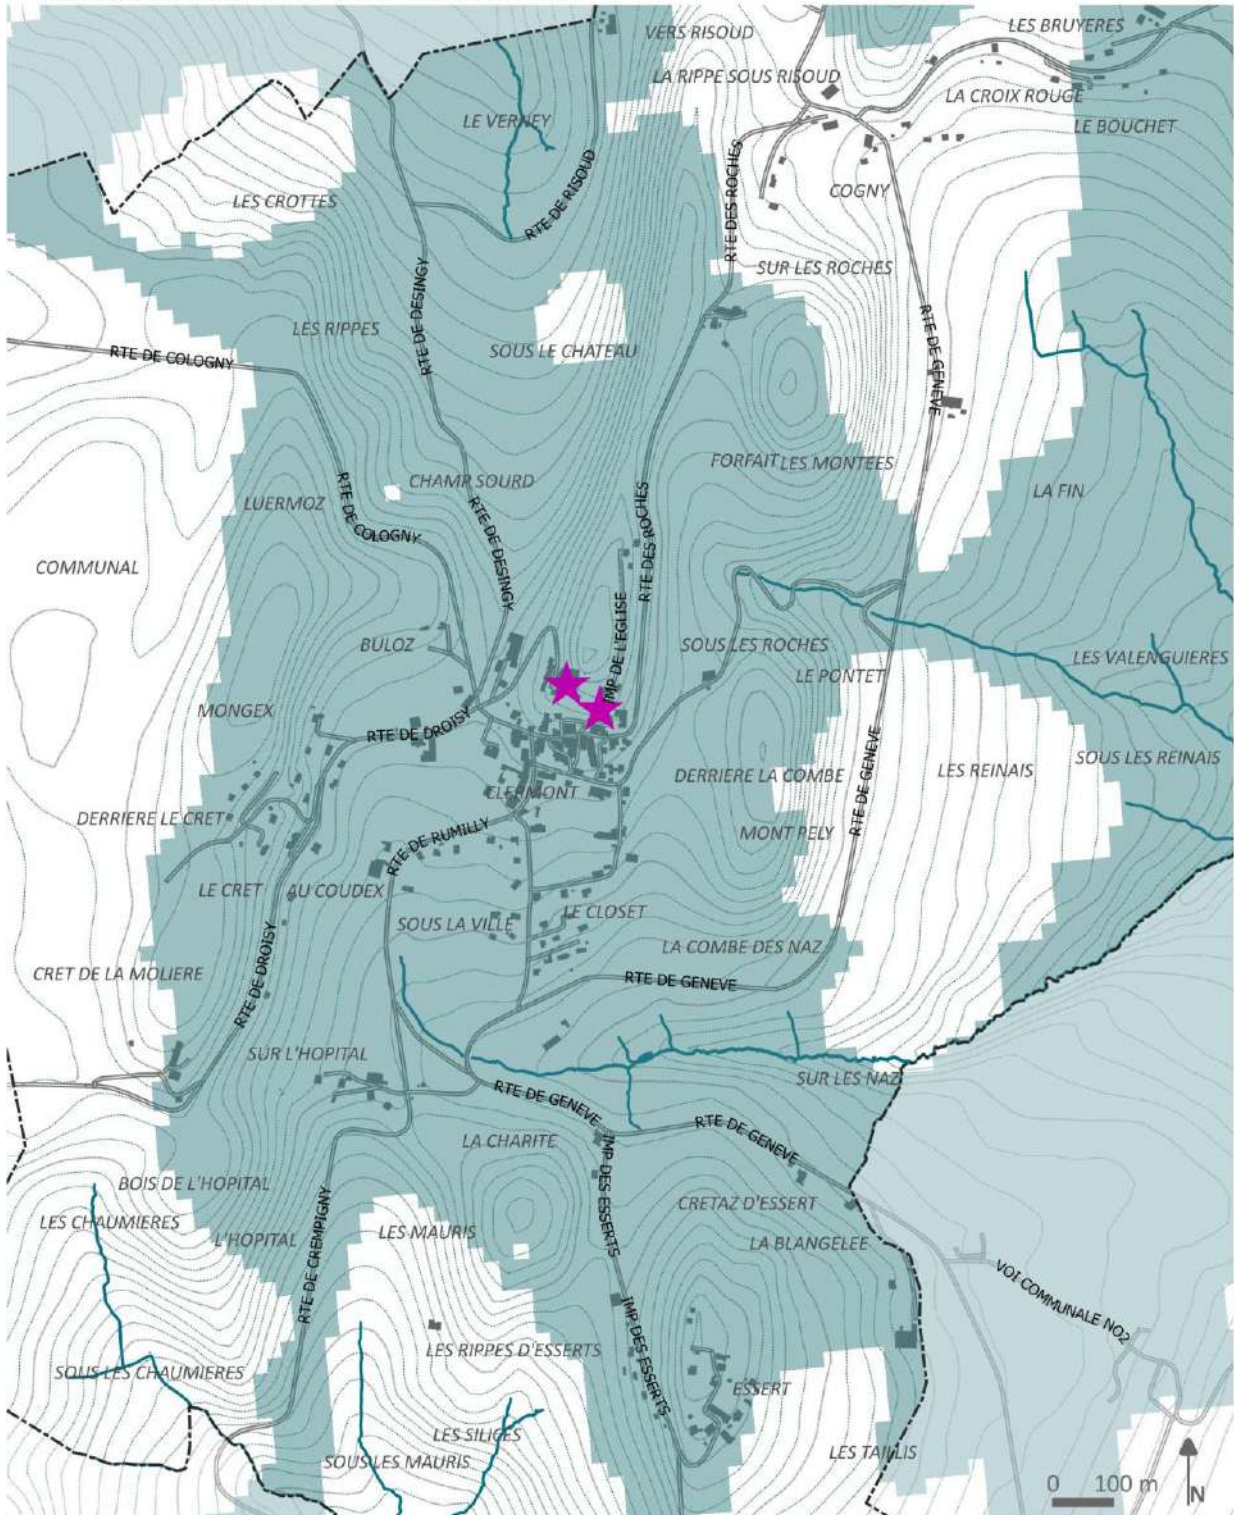 VERS RISOUD
LES BRUYERES
LA RIPPE SOUS RISOUD
LA CROIX ROUGE
LE VERNEY
LE BOUCHET
LES CROTTES
RTE DE RISOUD
RTE DES ROCHES
COGNY
SUR LES ROCHES
RTE DE DESINGY
LES RIPPES
RTE DE COLOGNY
SOUS LE CHATEAU
RTE DE GENEVE
CHAMP SOURD
FORFAIT
LES MONTEES
LUERMOZ
RTE DE COLOGNY
RTE DE DESINGY
RTE DES ROCHES
LA FIN
COMMUNAL
IMP DE L'EGLISE
BULOZ
SOUS LES ROCHES
LE PONTET
LES VALENGUIERES
MONGEX
RTE DE DROISY
DERRIERE LA COMBE
RTE DE GENEVE
LES REINAIS
SOUS LES REINAIS
CLERMONT
DERRIERE LE CRET
RTE DE RUMILLY
MONT PELY
LE CRET
AU COUDEX
SOUS LA VILLE
LE CLOSET
LA COMBE DES NAZ
CRET DE LA MOLIERE
RTE DE DROISY
RTE DE GENEVE
SUR L'HOPITAL
SUR LES NAZ
RTE DE GENEVE
RTE DE GENEVE
LA CHARITE
IMP DES ESSERTS
BOIS DE L'HOPITAL
CRETAZ D'ESSERT
LES CHAUMIERES
L'HOPITAL
LES MAURIS
LA BLANGELEE
RTE DE CREMPIGNY
VOI COMMUNALE NO2
IMP DES ESSERTS
LES RIPPES D'ESSERTS
SOUS LES CHAUMIERES
ESSERT
LES SILICES
SOUS LES MAURIS
LES TAILLIS
0 100 m
N